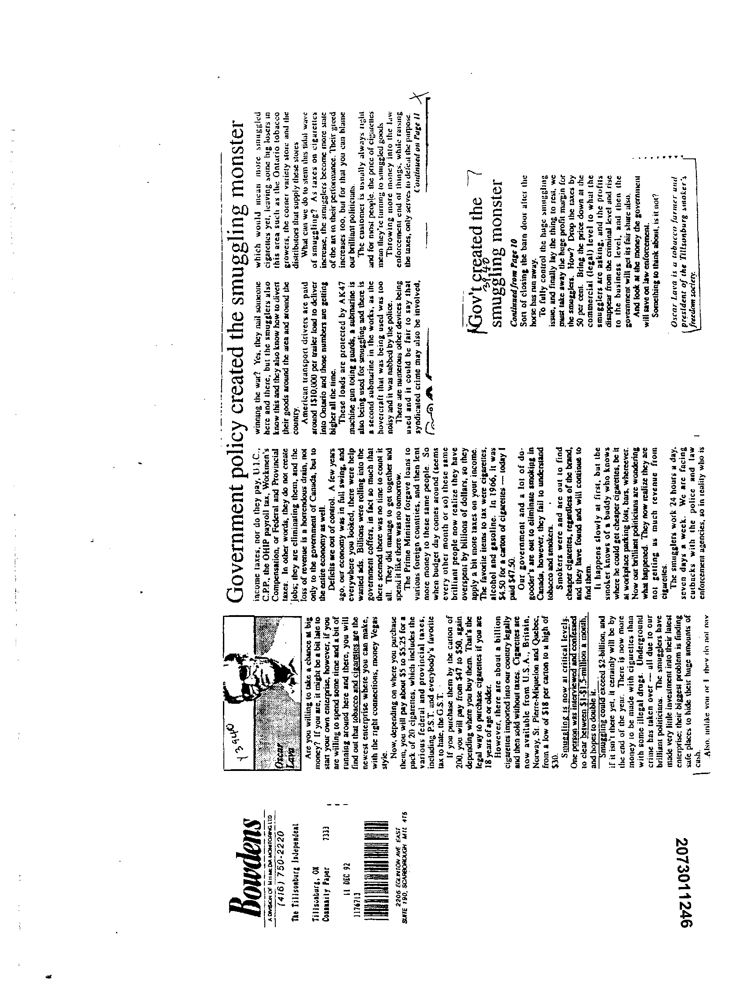 Bowdens
A DIVISION OF MH MEDIA MONITORING LTD
(416) 750-2220
The Tillsonburg Independent
Tillsonburg, ON
Community Paper 7333
11 DEC 92
1176713
2206 EGLINTON AVE EAST
SUITE 190, SCARBOROUGH M1L 4T5
Government policy created the smuggling monster
13940
Oscar
Lava
Are you willing to take a chance at big
money? If you are, it might be a bit late to
start your own enterprise, however, if you
are willing to spend some time and a bit of
running around here and there, you will
find out that tobacco and cigarettes are the
newest enterprise where you can make,
with the right connections, money Vegas
style.
Now, depending on where you purchase
them, you will pay about $5 to $5.25 for a
pack of 20 cigarettes, which includes the
various federal and provincial taxes,
including P.S.T. and everybody's favorite
tax to hate, the G.S.T.
If you purchase them by the carton of
200, you will pay from $47 to $50, again
depending where you buy them. That's the
legal way to purchase cigarettes if you are
18 years of age or older.
However, there are about a billion
cigarettes imported into our country legally
and then sold without taxes. Cigarettes are
now available from U.S.A., Britain,
Norway, St. Pierre-Miquelon and Quebec,
from a low of $18 per carton to a high of
$30.
Smuggling is now at critical levels.
One person was interviewed and confessed
to clear between $1-$1.5-million a month,
and hopes to double it.
Smuggling could exceed $2-billion, and
if it isn't there yet, it certainly will be by
the end of the year. There is now more
money to be made with cigarettes than
with some illegal drugs. Underground
crime has taken over — all due to our
brilliant politicians. The smugglers have
made very little investment into their latest
enterprise: their biggest problem is finding
safe places to hide their huge amounts of
cash.
Also, unlike you or I they do not pay
income taxes, nor do they pay, U.I.C.,
C.P.P., the OHIP payroll tax, Workmen's
Compensation, or Federal and Provincial
taxes. In other words, they do not create
jobs; they are eliminating them, and the
loss of revenue is a horrendous drain, not
only on the government of Canada, but to
the entire economy as well.
Deficits are out of control. A few years
ago, our economy was in full swing, and
everywhere you looked, there were help
wanted ads. Billions were rolling into the
government coffers, in fact so much that
there seemed there was no time to count it
all. They did manage to get together and
spend it like there was no tomorrow.
The Prime Minister forgave loans to
various foreign countries, and then lent
more money to these same people. So
when budget day comes around (seems
every other month or so) these same
brilliant people now realize they have
overspent by billions of dollars, so they
apply a bit more taxes on your income.
The favorite items to tax were cigarettes,
alcohol and gasoline. In 1966, it was
$4.50 for a carton of cigarettes — today I
paid $47.50.
Our government and a lot of do-
gooder's are out to eliminate smoking in
Canada, however, they fail to understand
tobacco and smokers.
Smokers were and are out to find
cheaper cigarettes, regardless of the brand,
and they have found and will continue to
find them.
It happens slowly at first, but the
smoker knows of a buddy who knows
where he could get cheaper cigarettes, be it
at workplace parking lots, bars, wherever.
Now our brilliant politicians are wondering
what happened. They now realize they are
not getting as much revenue from
cigarettes.
The smugglers work 24 hours a day,
seven days a week. We are facing
cutbacks with the police and law
enforcement agencies, so in reality who is
winning the war? Yes, they nail someone
here and there, but the smugglers also
know that and they also know how to divert
their goods around the area and around the
country.
American transport drivers are paid
around $10,000 per trailer load to deliver
into Ontario and those numbers are getting
higher all the time.
These loads are protected by AK47
machine gun toting guards, a submarine is
also being used for smuggling, and there is
a second submarine in the works, as the
hovercraft that was being used was too
noisy and it was nabbed by the police.
There are numerous other devices being
used and it could be fair to say that
syndicated crime may also be involved,
which would mean more smuggled
cigarettes yet, leaving some big losers in
this area such as the Ontario tobacco
growers, the corner variety store and the
distributors that supply these stores
What can we do to stem this tidal wave
of smuggling? As taxes on cigarettes
increase, the smugglers become more state
of the art in their performance. Their greed
increases too, but for that you can blame
out brilliant politicians.
The customer is usually always right
and for most people, the price of cigarettes
mean they're turning to smuggled goods
Throwing more money into the law
enforcement end of things, while raising
the taxes, only serves to defeat the purpose
Continued on Page 11
Gov't created the
smuggling monster
Continued from Page 10
Sort of closing the barn door after the
horse has run away.
To fully control the huge smuggling
issue, and finally lay the thing to rest, we
must take away the huge profit margin for
the smugglers. How? Drop the taxes by
50 per cent. Bring the price down at the
commercial (legal) level to what the
smugglers are asking, and the profits
disappear from the criminal level and rise
to the business level, and then the
government will get its fair share also.
And look at the money the government
will save on law enforcement.
Something to think about, is it not?
Oscar Lava is a tobacco farmer and
president of the Tillsonburg smoker's
freedom society.
2073011246